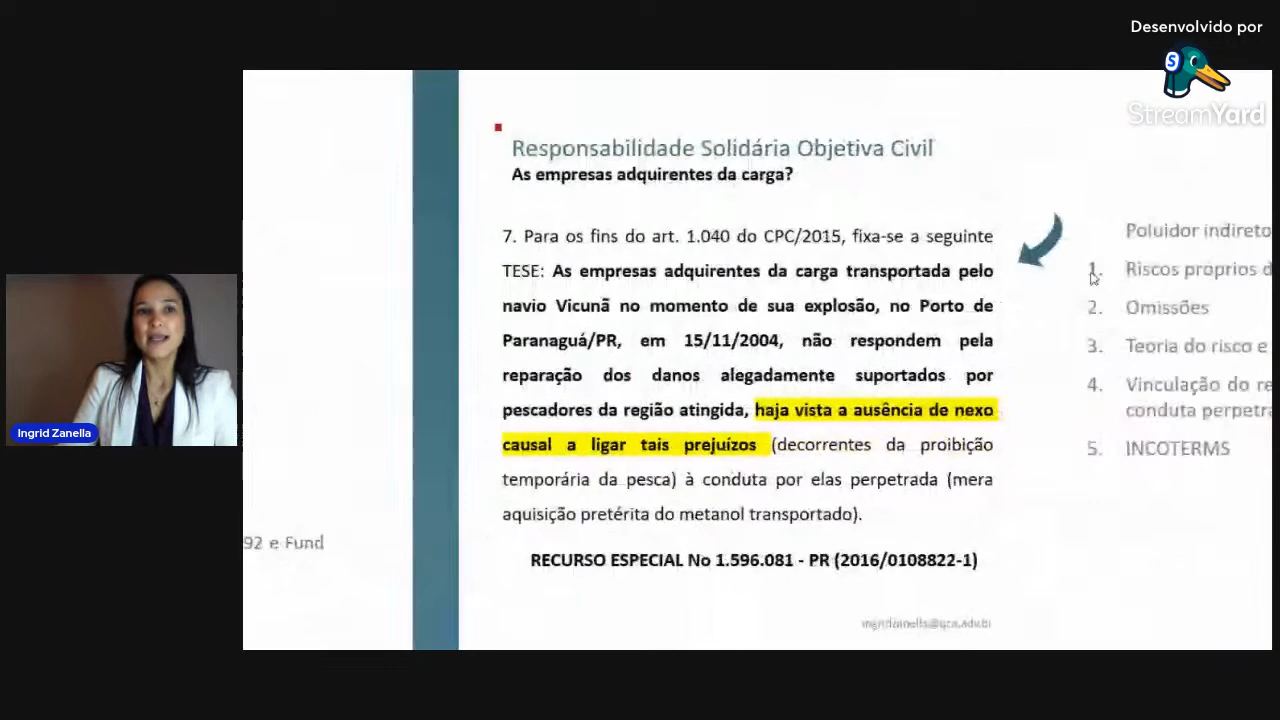 Desenvolvido por
StreamYard
Responsabilidade Solidária Objetiva Civil
As empresas adquirentes da carga?
7. Para os fins do art. 1.040 do CPC/2015, fixa-se a seguinte
TESE: As empresas adquirentes da carga transportada pelo
navio Vicunã no momento de sua explosão, no Porto de
Paranaguá/PR, em 15/11/2004, não respondem pela
reparação dos danos alegadamente suportados por
pescadores da região atingida, haja vista a ausência de nexo
causal a ligar tais prejuízos (decorrentes da proibição
temporária da pesca) à conduta por elas perpetrada (mera
aquisição pretérita do metanol transportado).
RECURSO ESPECIAL No 1.596.081 - PR (2016/0108822-1)
Poluidor indireto
1. Riscos próprios d
2. Omissões
3. Teoria do risco e
4. Vinculação do re
conduta perpetra
5. INCOTERMS
92 e Fund
Ingrid Zanella